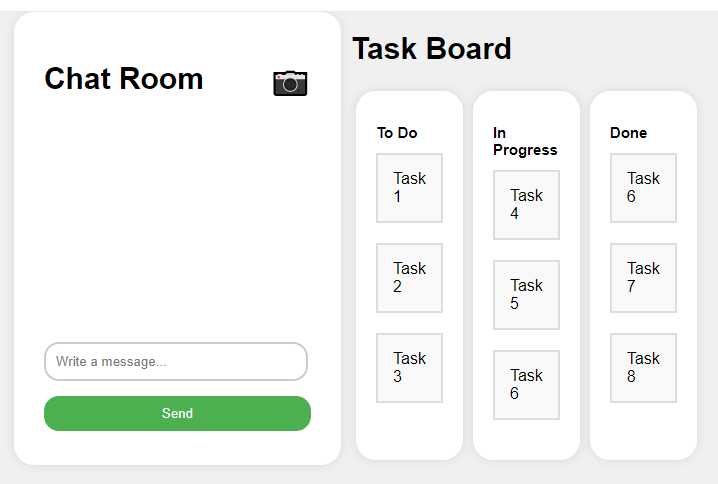 Chat Room
Write a message...
Send
Task Board
To Do
Task
1
Task
2
Task
3
In
Progress
Task
4
Task
5
Task
6
Done
Task
6
Task
7
Task
8